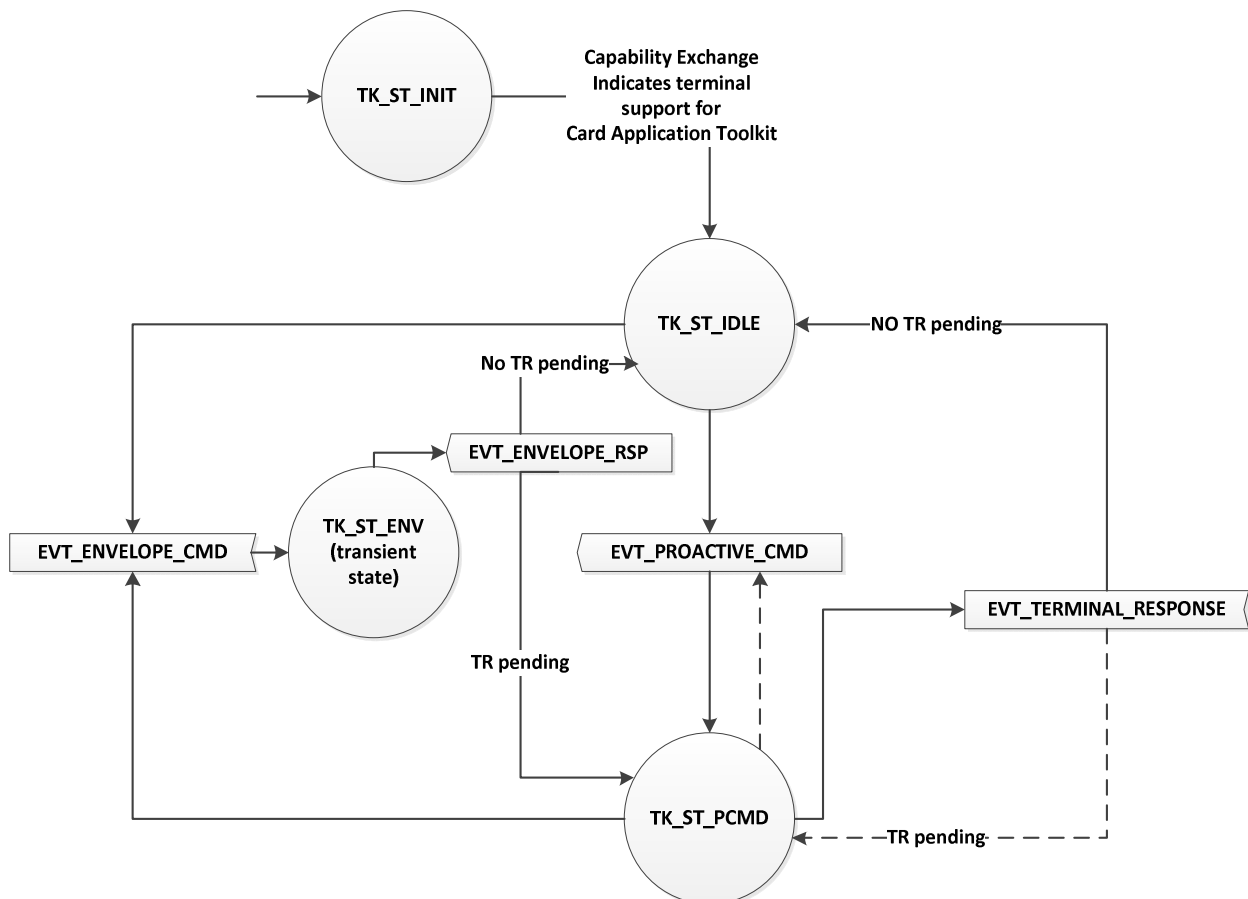 TK_ST_INIT
Capability Exchange
Indicates terminal
support for
Card Application Toolkit
TK_ST_IDLE
NO TR pending
No TR pending
EVT_ENVELOPE_RSP
TK_ST_ENV
(transient
state)
EVT_ENVELOPE_CMD
EVT_PROACTIVE_CMD
EVT_TERMINAL_RESPONSE
TR pending
TK_ST_PCMD
TR pending